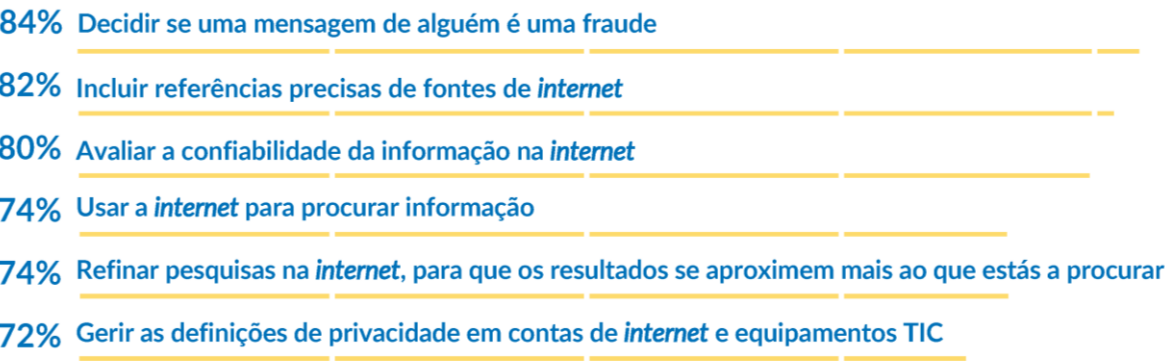 84% Decidir se uma mensagem de alguém é uma fraude
82% Incluir referências precisas de fontes de internet
80% Avaliar a confiabilidade da informação na internet
74% Usar a internet para procurar informação
74% Refinar pesquisas na internet, para que os resultados se aproximem mais ao que estás a procurar
72% Gerir as definições de privacidade em contas de internet e equipamentos TIC